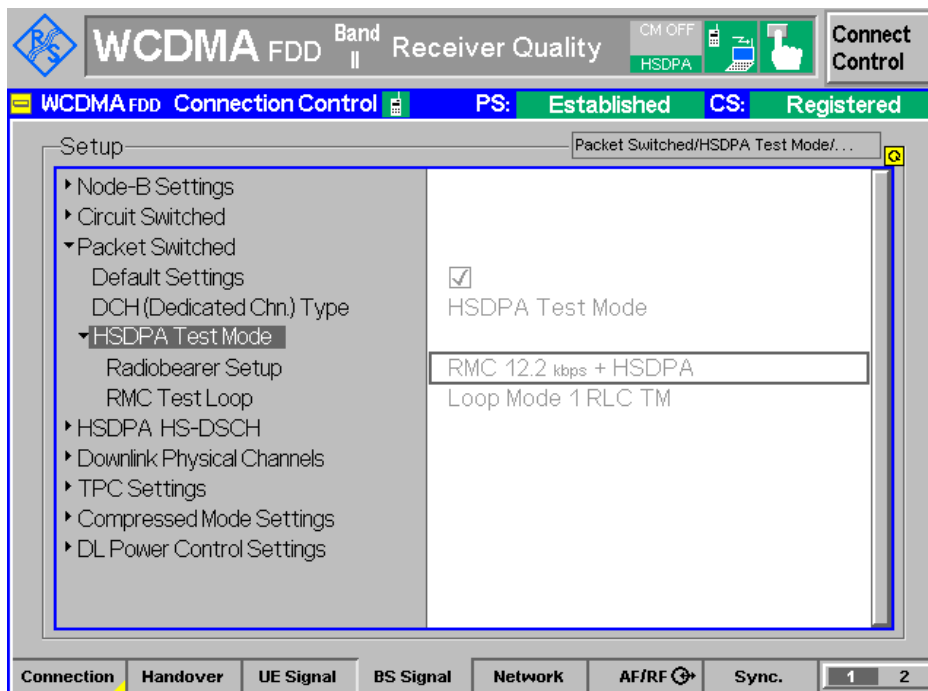 R&S
WCDMA FDD Band II Receiver Quality
CM OFF
HSDPA
Connect Control
WCDMA FDD Connection Control PS: Established CS: Registered
Setup Packet Switched/HSDPA Test Mode/...
Node-B Settings
Circuit Switched
Packet Switched
Default Settings
DCH (Dedicated Chn.) Type HSDPA Test Mode
HSDPA Test Mode
Radiobearer Setup RMC 12.2 kbps + HSDPA
RMC Test Loop Loop Mode 1 RLC TM
HSDPA HS-DSCH
Downlink Physical Channels
TPC Settings
Compressed Mode Settings
DL Power Control Settings
Connection Handover UE Signal BS Signal Network AF/RF Sync. 1 2